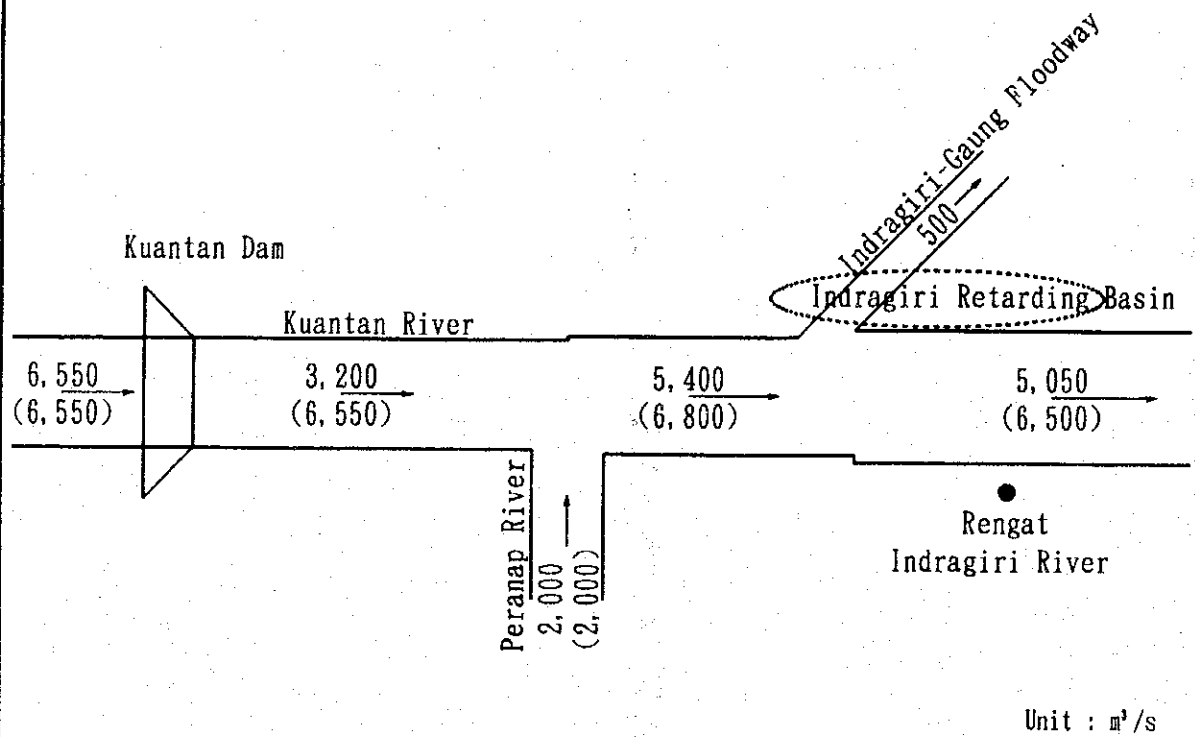 Indragiri-Gaung Floodway
500
Kuantan Dam
Indragiri Retarding Basin
Kuantan River
6,550
(6,550)
3,200
(6,550)
5,400
(6,800)
5,050
(6,500)
Peranap River
2,000
(2,000)
Rengat
Indragiri River
Unit : m³/s